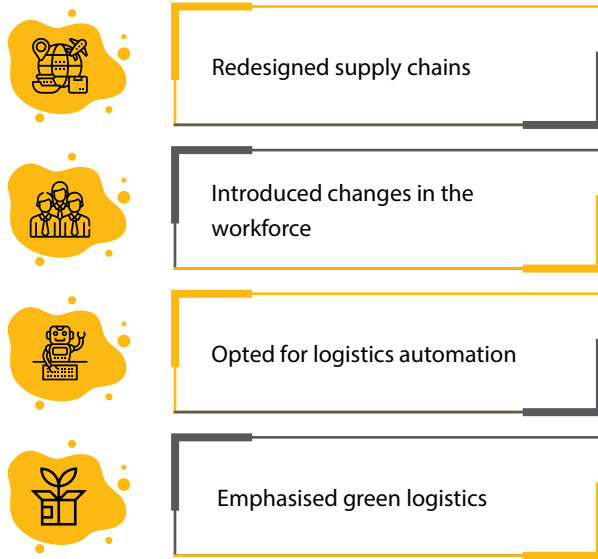 Redesigned supply chains
Introduced changes in the
workforce
Opted for logistics automation
Emphasised green logistics